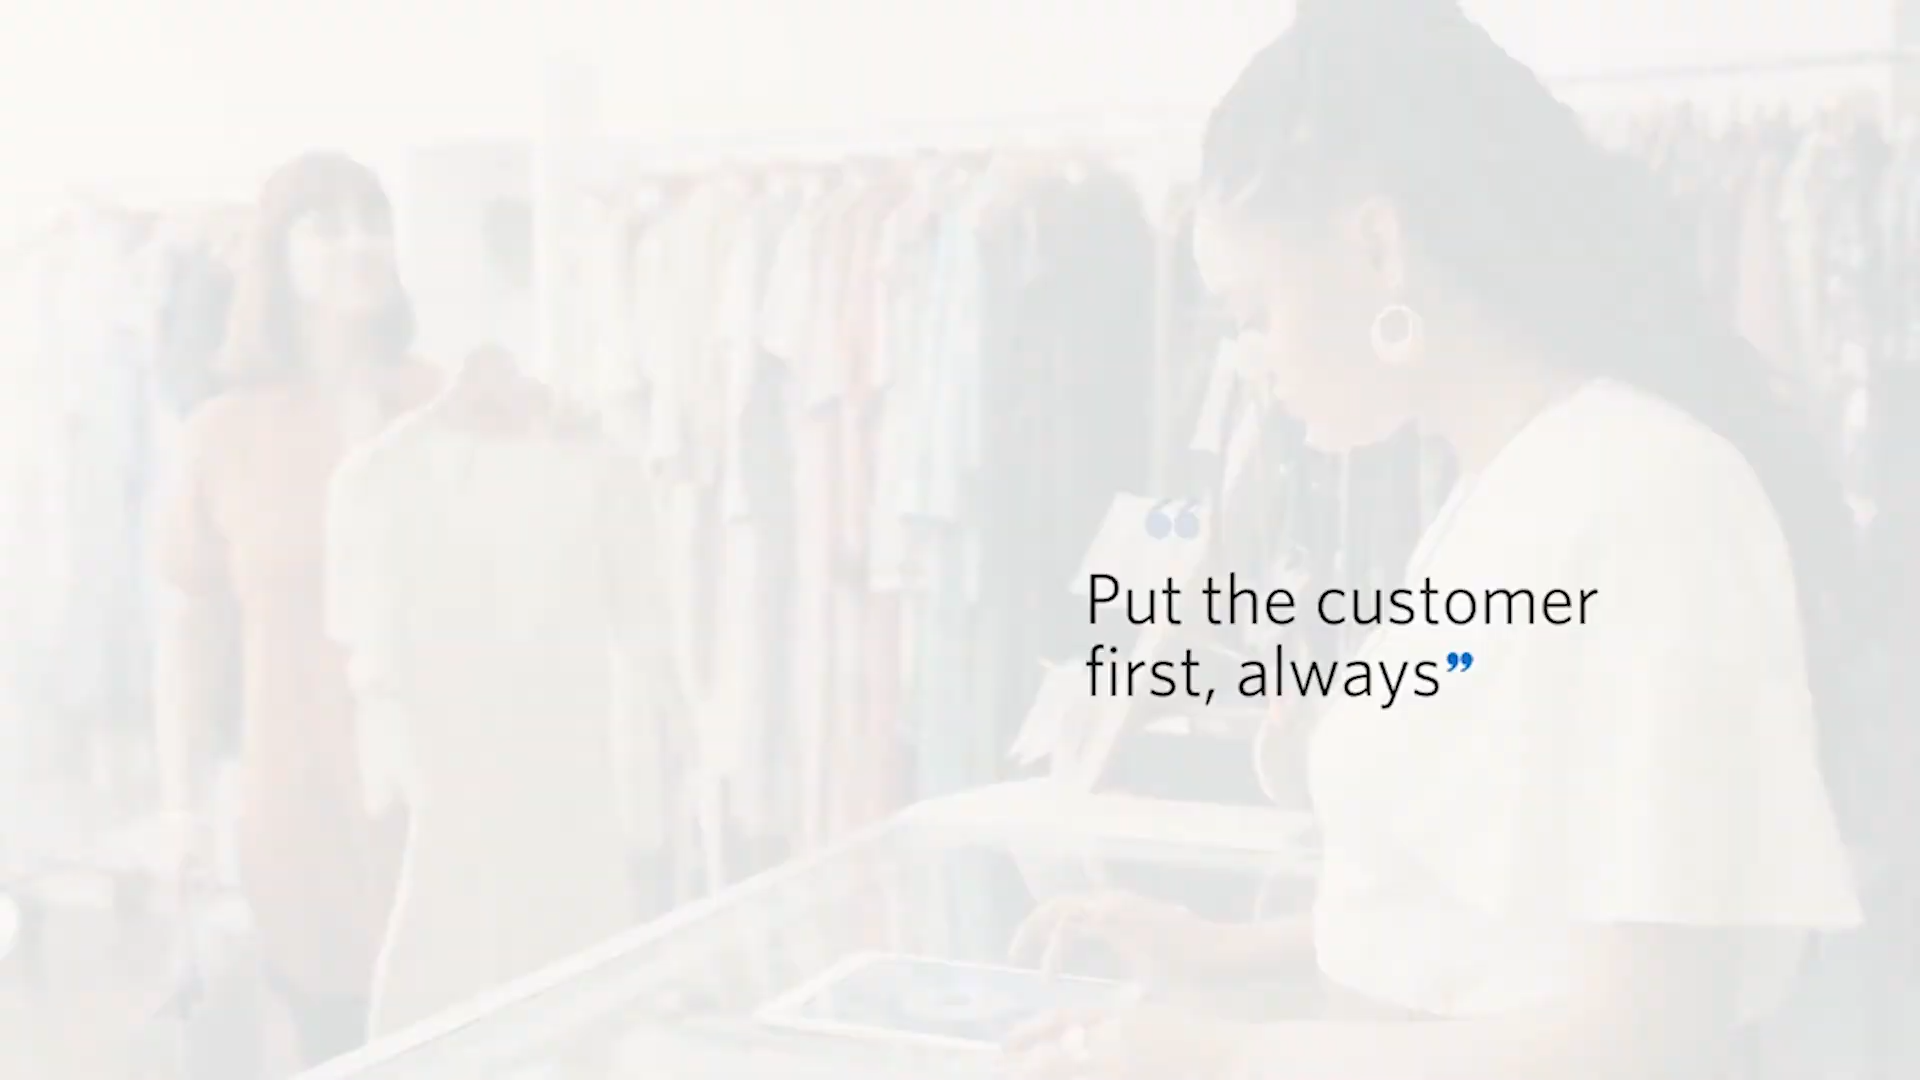 “
Put the customer
first, always”